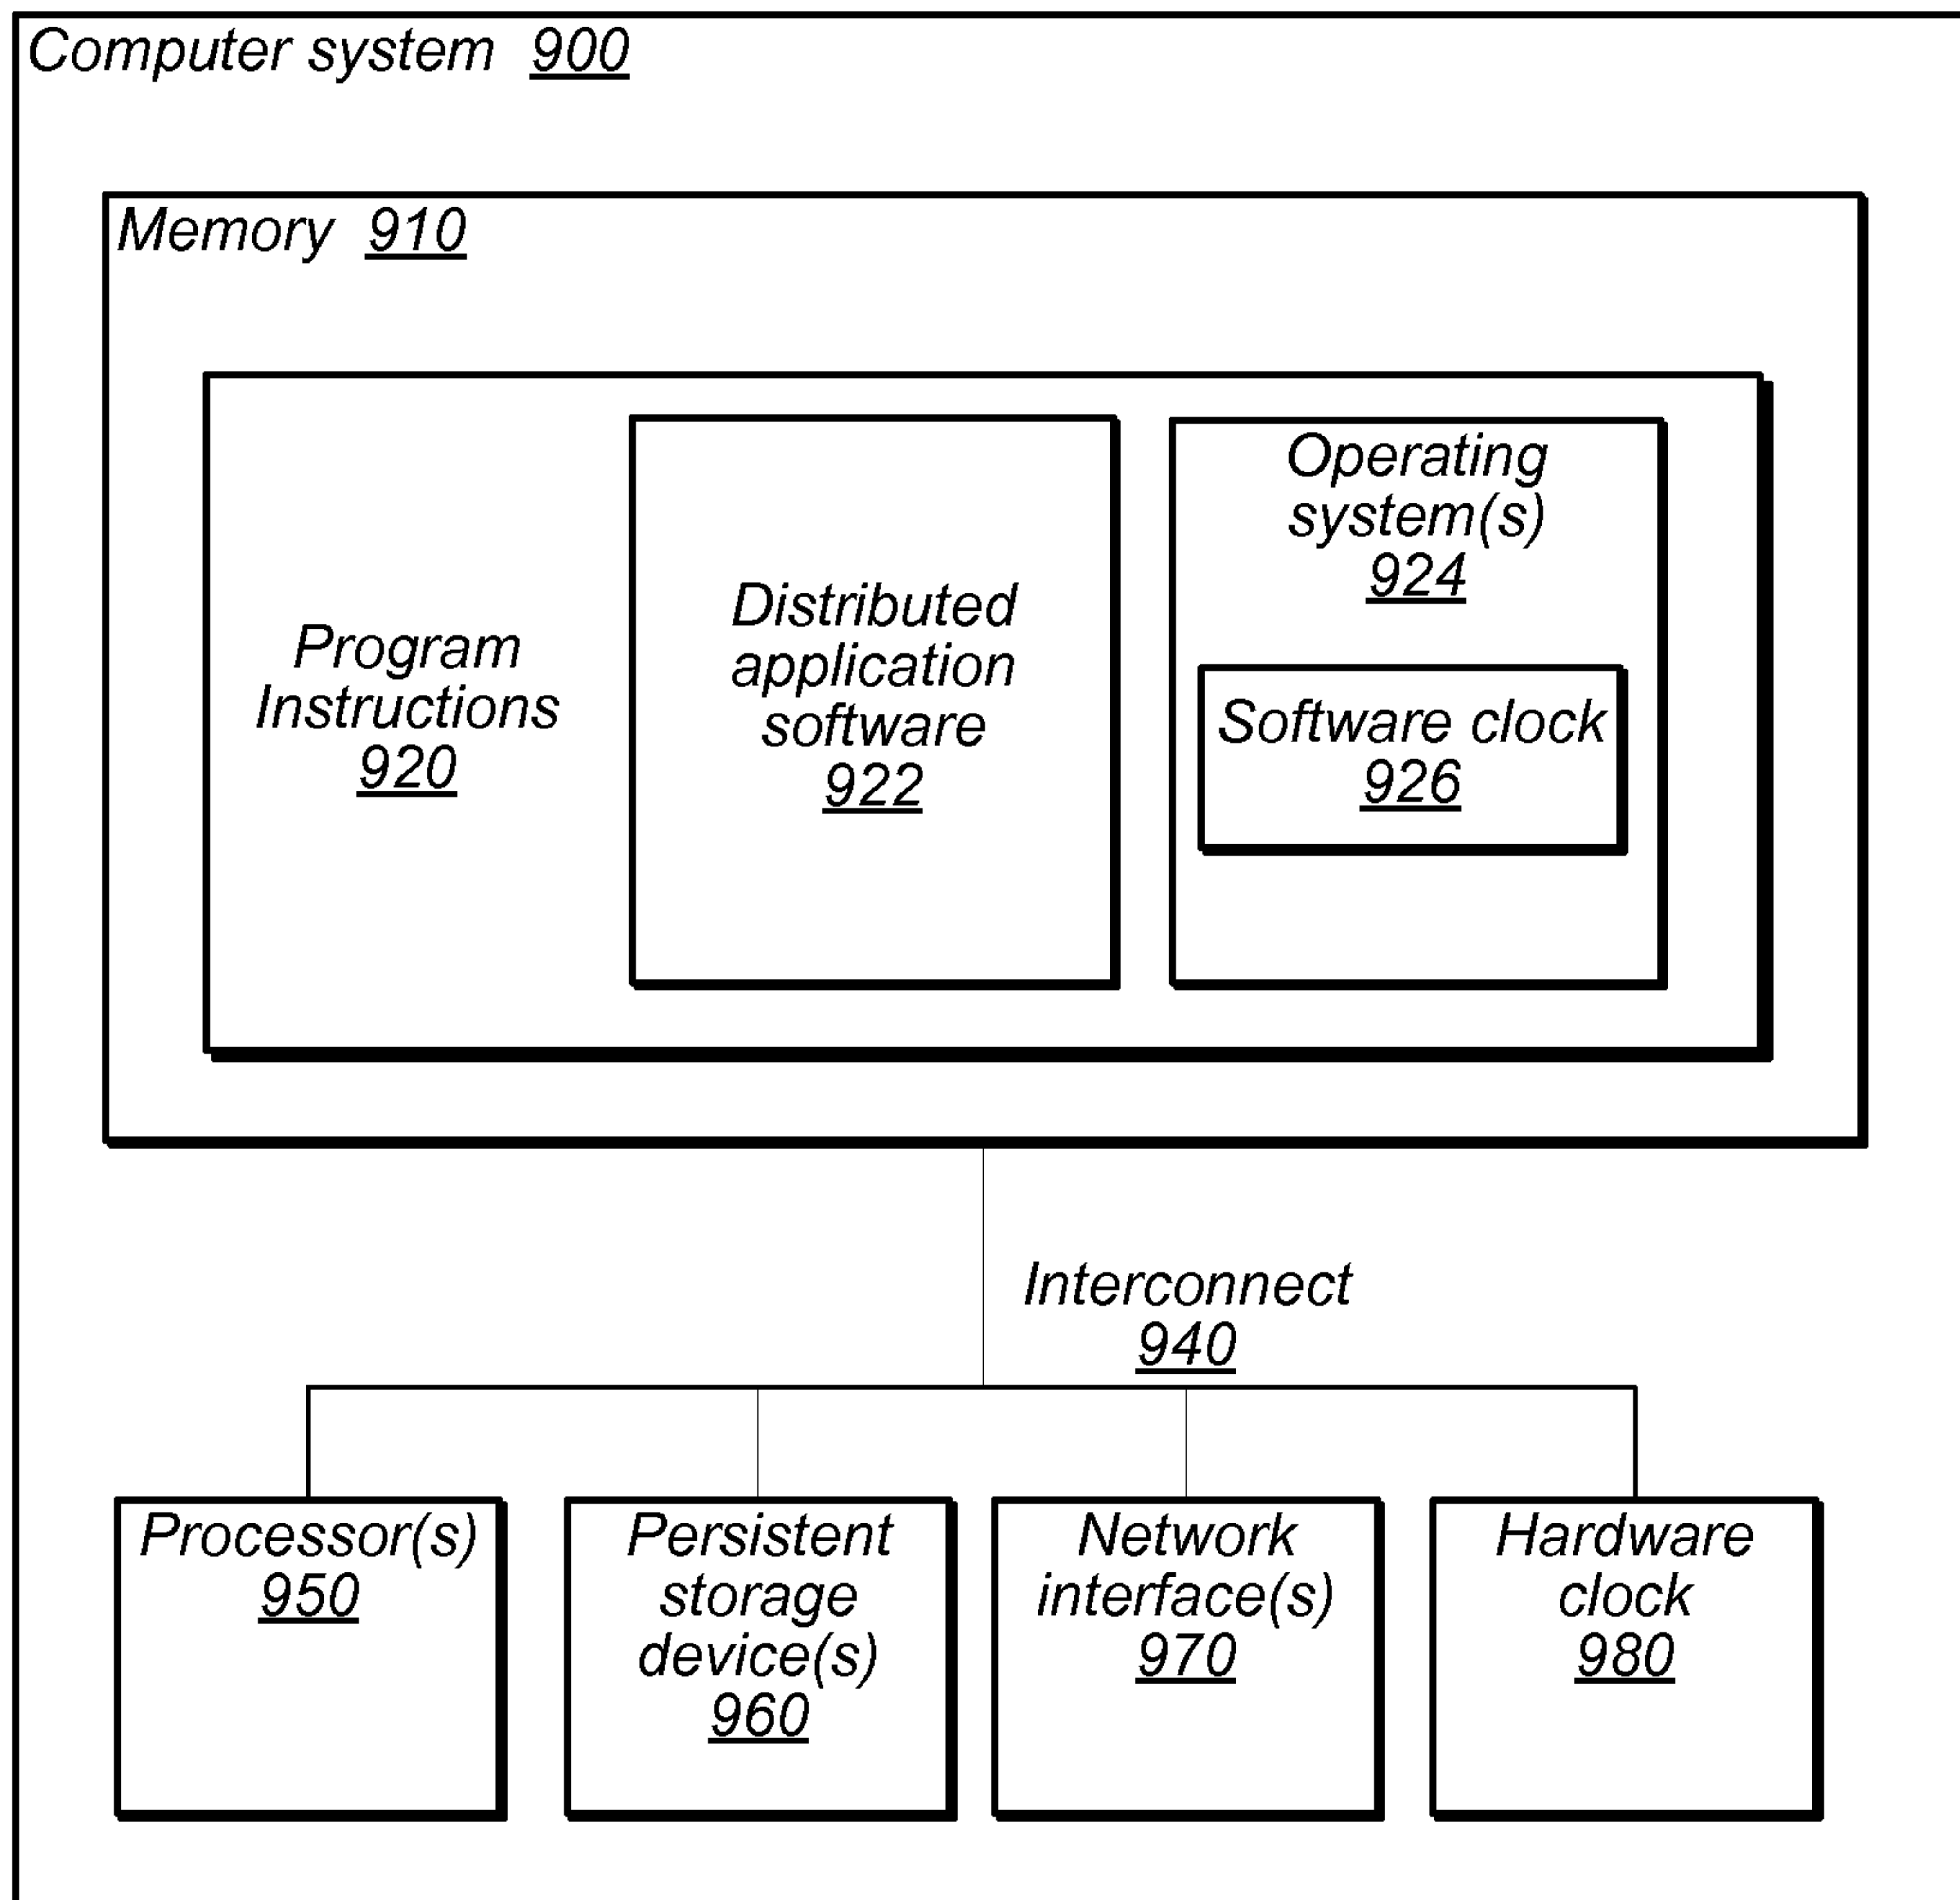 Computer system 900
Memory 910
Program
Instructions
920
Distributed
application
software
922
Operating
system(s)
924
Software clock
926
Interconnect
940
Processor(s)
950
Persistent
storage
device(s)
960
Network
interface(s)
970
Hardware
clock
980